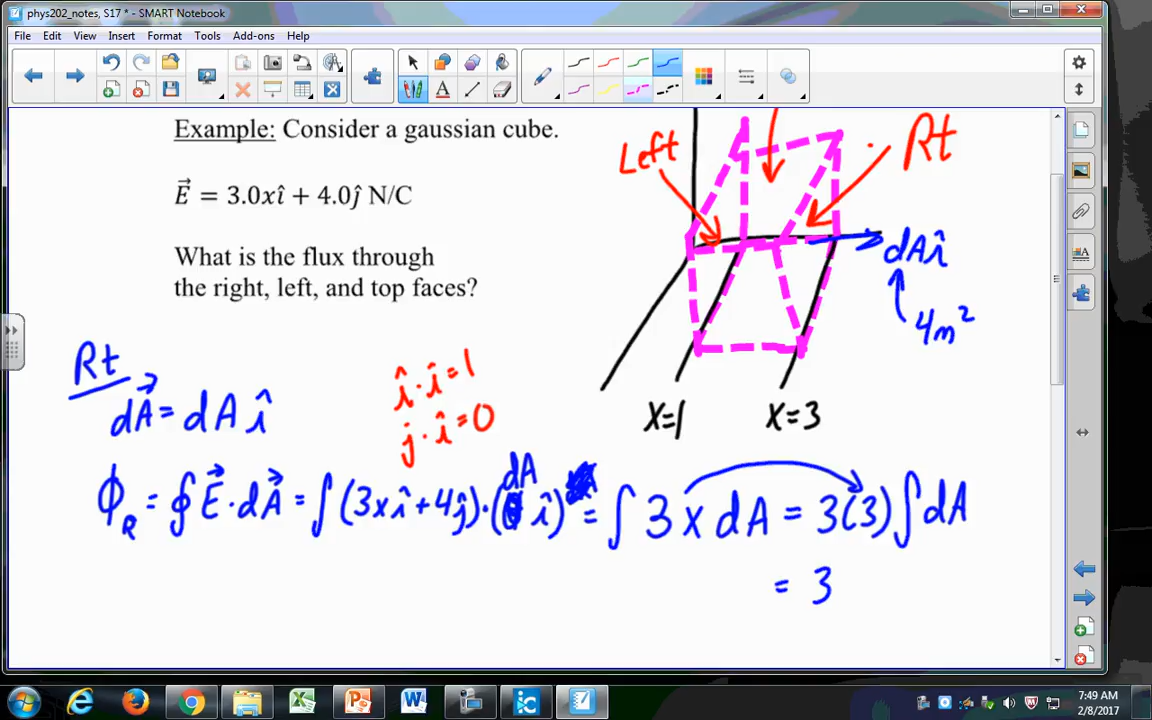 phys202_notes, S17 * - SMART Notebook
File Edit View Insert Format Tools Add-ons Help
Example: Consider a gaussian cube.
E⃗ = 3.0xî + 4.0ĵ N/C
What is the flux through
the right, left, and top faces?
Left
Rt
dAî
4m²
x=1
x=3
Rt
dA⃗ = dA î
î·î=1
j·î=0
ϕ_R = ∮E⃗·dA⃗ = ∫(3xî+4ĵ)·(dA î) = ∫3x dA = 3(3)∫dA
= 3
7:49 AM
2/8/2017